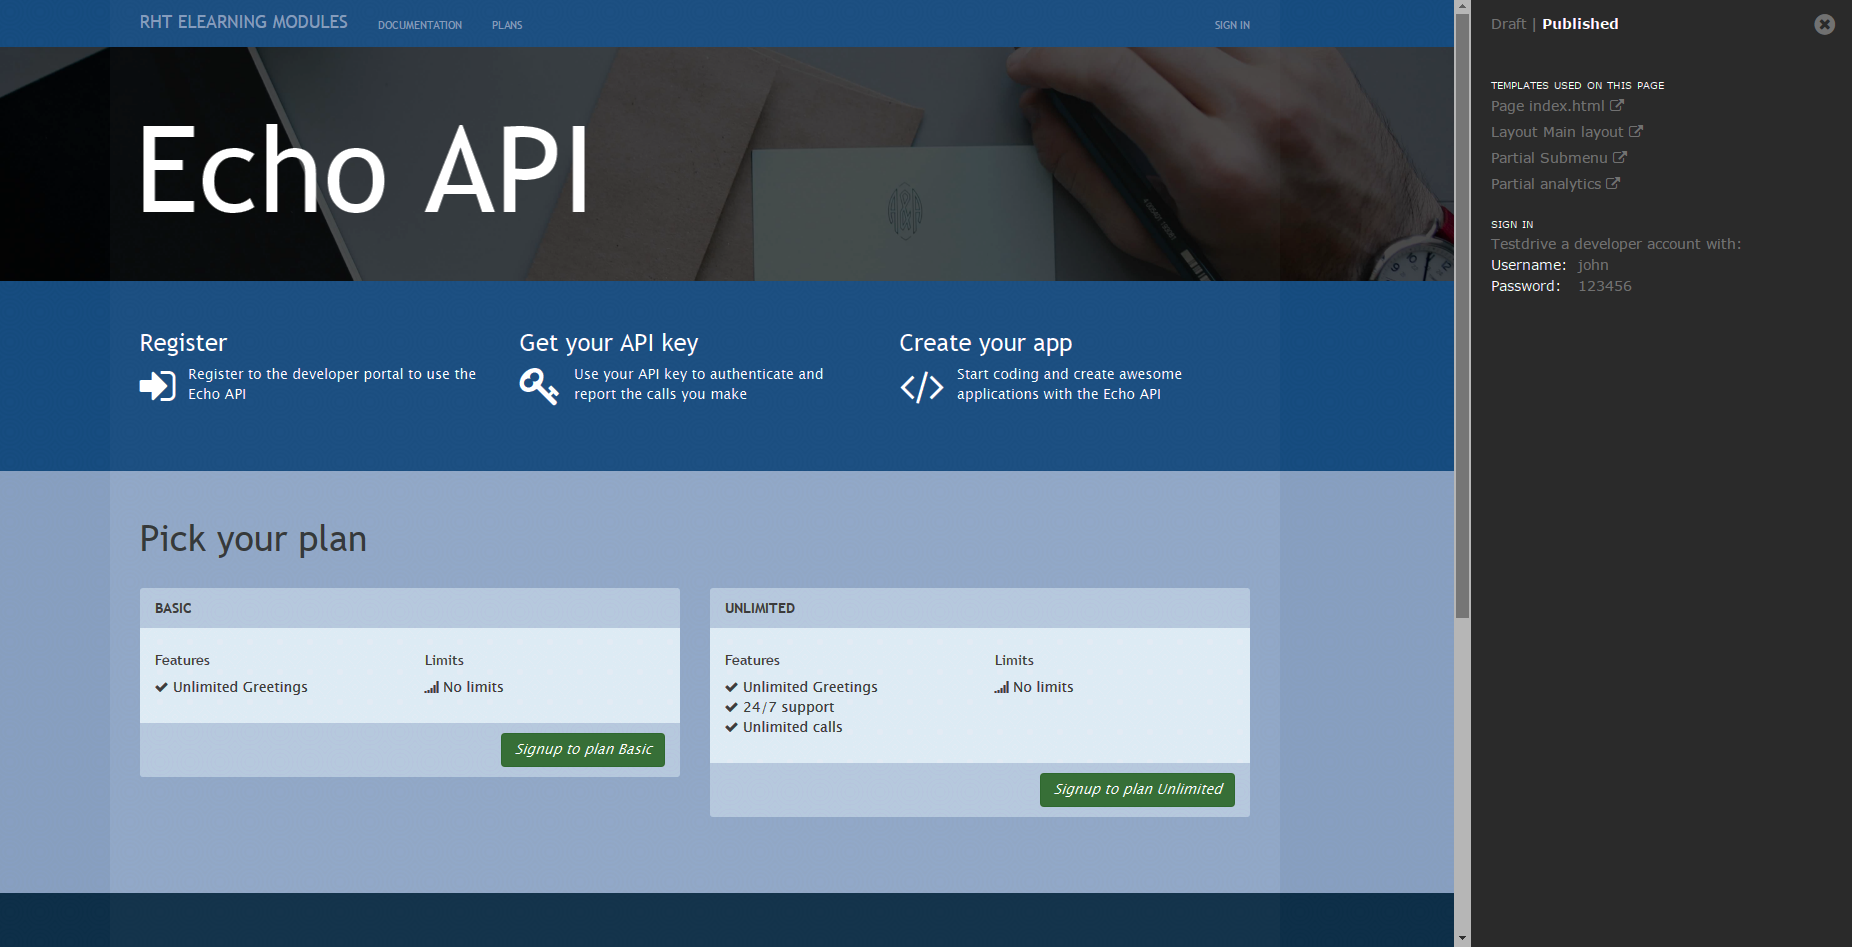 RHT ELEARNING MODULES
DOCUMENTATION
PLANS
SIGN IN
Echo API
Register
Register to the developer portal to use the
Echo API
Get your API key
Use your API key to authenticate and
report the calls you make
Create your app
Start coding and create awesome
applications with the Echo API
Pick your plan
BASIC
Features
Unlimited Greetings
Limits
No limits
Signup to plan Basic
UNLIMITED
Features
Unlimited Greetings
24/7 support
Unlimited calls
Limits
No limits
Signup to plan Unlimited
Draft | Published
TEMPLATES USED ON THIS PAGE
Page index.html
Layout Main layout
Partial Submenu
Partial analytics
SIGN IN
Testdrive a developer account with:
Username: john
Password: 123456